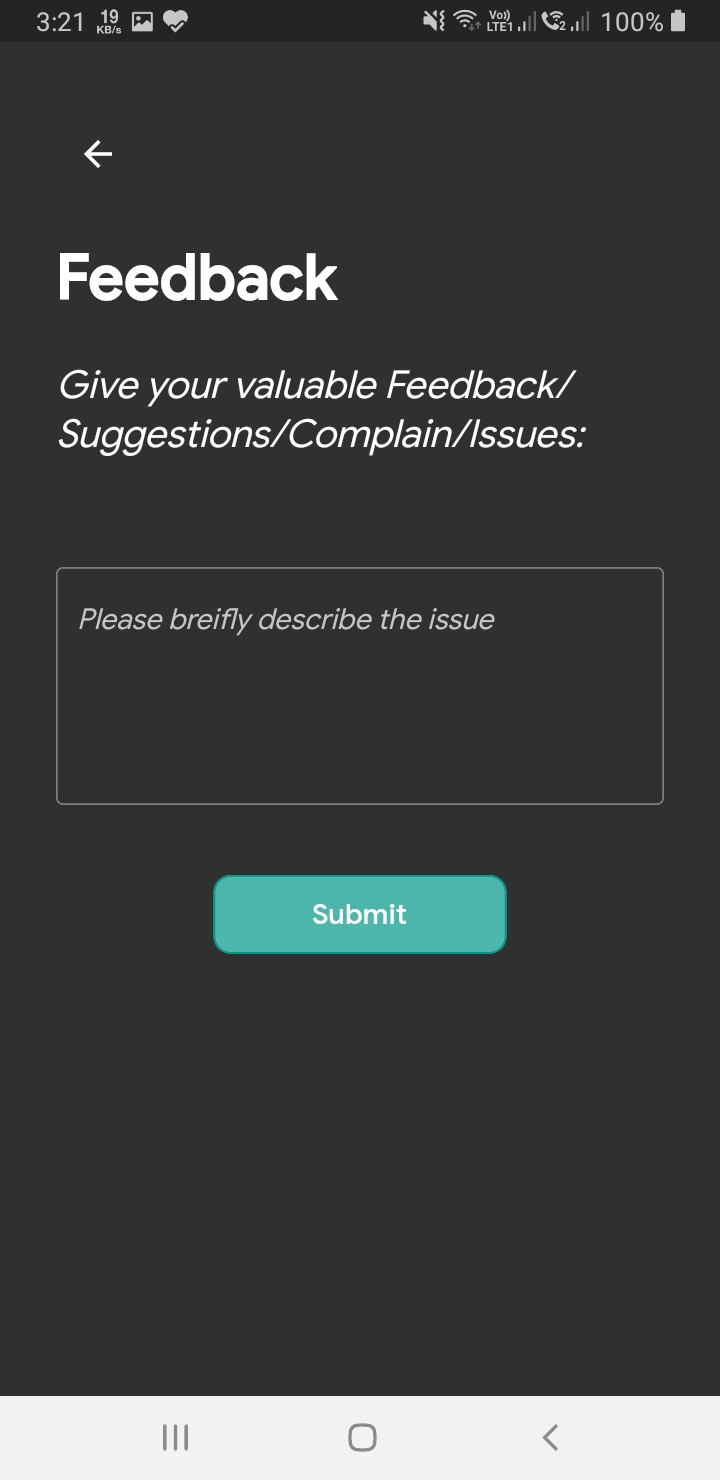 3:21 19 KB/s Vo)) LTE1 2 100%
Feedback
Give your valuable Feedback/
Suggestions/Complain/Issues:
Please breifly describe the issue
Submit